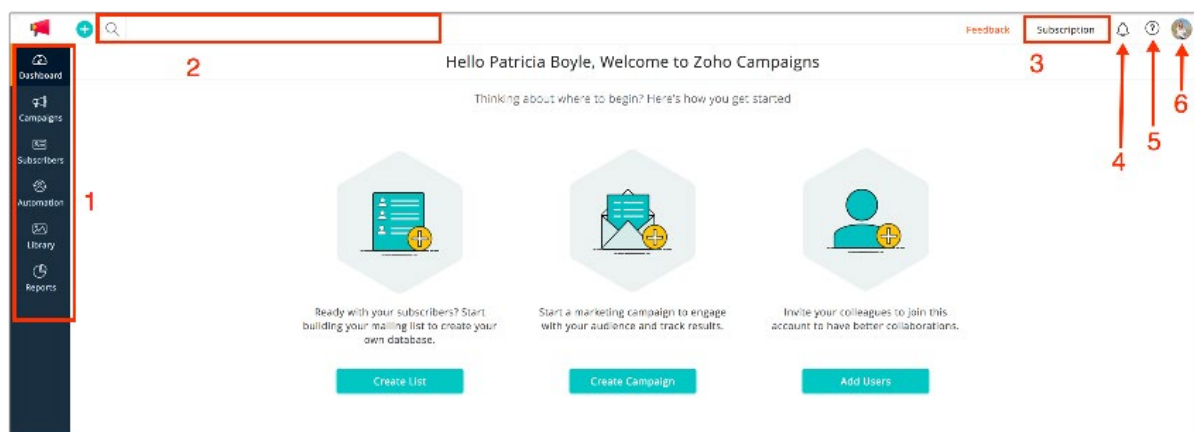 Feedback
Subscription
3
4
5
6
2
Hello Patricia Boyle, Welcome to Zoho Campaigns
Thinking about where to begin? Here's how you get started
Dashboard
Campaigns
Subscribers
Automation
Library
Reports
1
Ready with your subscribers? Start
building your mailing list to create your
own database.
Create List
Start a marketing campaign to engage
with your audience and track results.
Create Campaign
Invite your colleagues to join this
account to have better collaborations.
Add Users